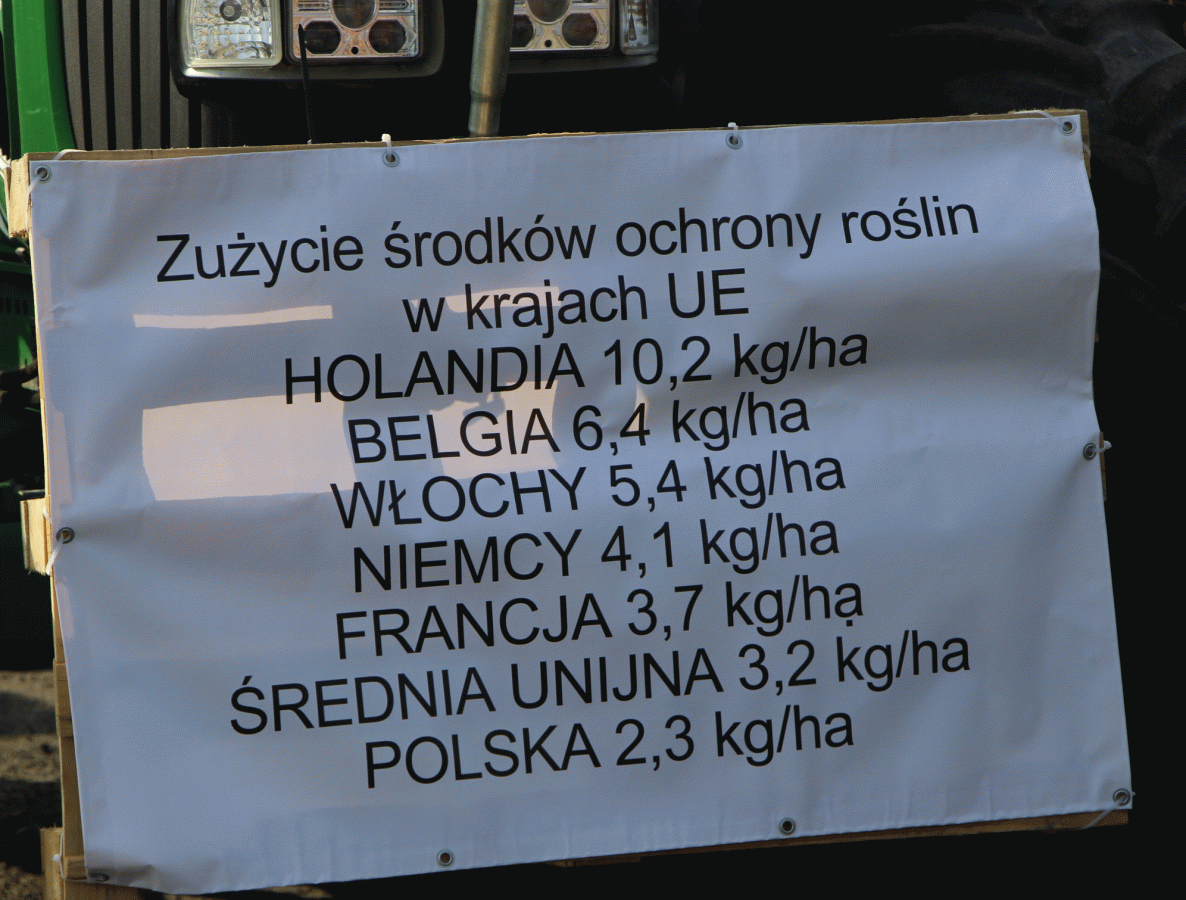 Zużycie środków ochrony roślin
w krajach UE
HOLANDIA 10,2 kg/ha
BELGIA 6,4 kg/ha
WŁOCHY 5,4 kg/ha
NIEMCY 4,1 kg/ha
FRANCJA 3,7 kg/ha
ŚREDNIA UNIJNA 3,2 kg/ha
POLSKA 2,3 kg/ha